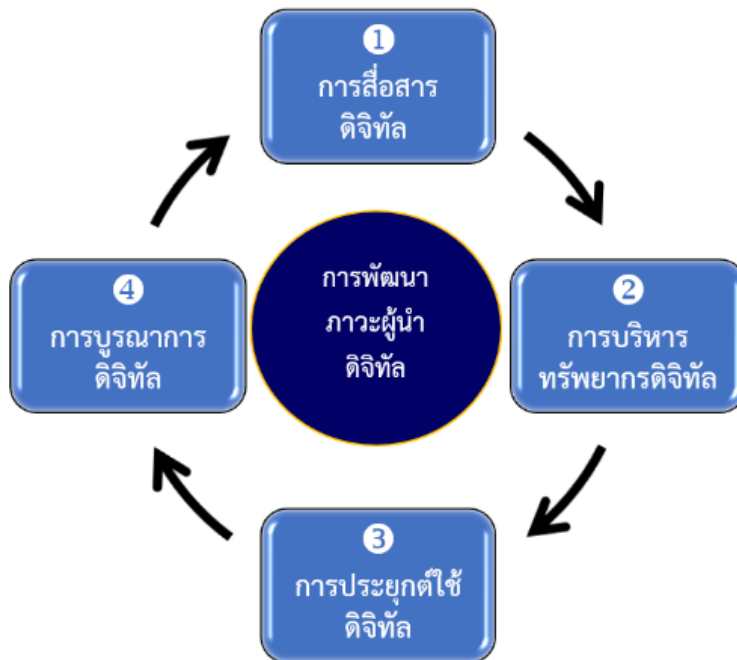 ❶
การสื่อสาร
ดิจิทัล
❷
การบริหาร
ทรัพยากรดิจิทัล
❸
การประยุกต์ใช้
ดิจิทัล
❹
การบูรณาการ
ดิจิทัล
การพัฒนา
ภาวะผู้นำ
ดิจิทัล